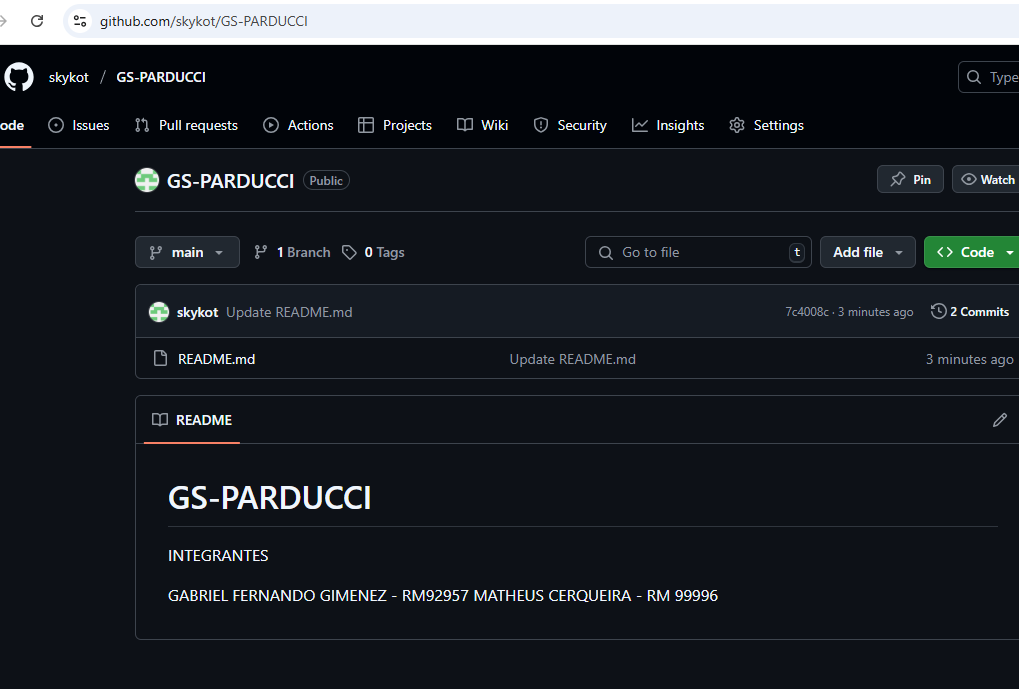 github.com/skykot/GS-PARDUCCI
skykot / GS-PARDUCCI
Type
ode Issues Pull requests Actions Projects Wiki Security Insights Settings
GS-PARDUCCI Public Pin Watch
main 1 Branch 0 Tags Go to file t Add file Code
skykot Update README.md 7c4008c · 3 minutes ago 2 Commits
README.md Update README.md 3 minutes ago
README
GS-PARDUCCI
INTEGRANTES
GABRIEL FERNANDO GIMENEZ - RM92957 MATHEUS CERQUEIRA - RM 99996